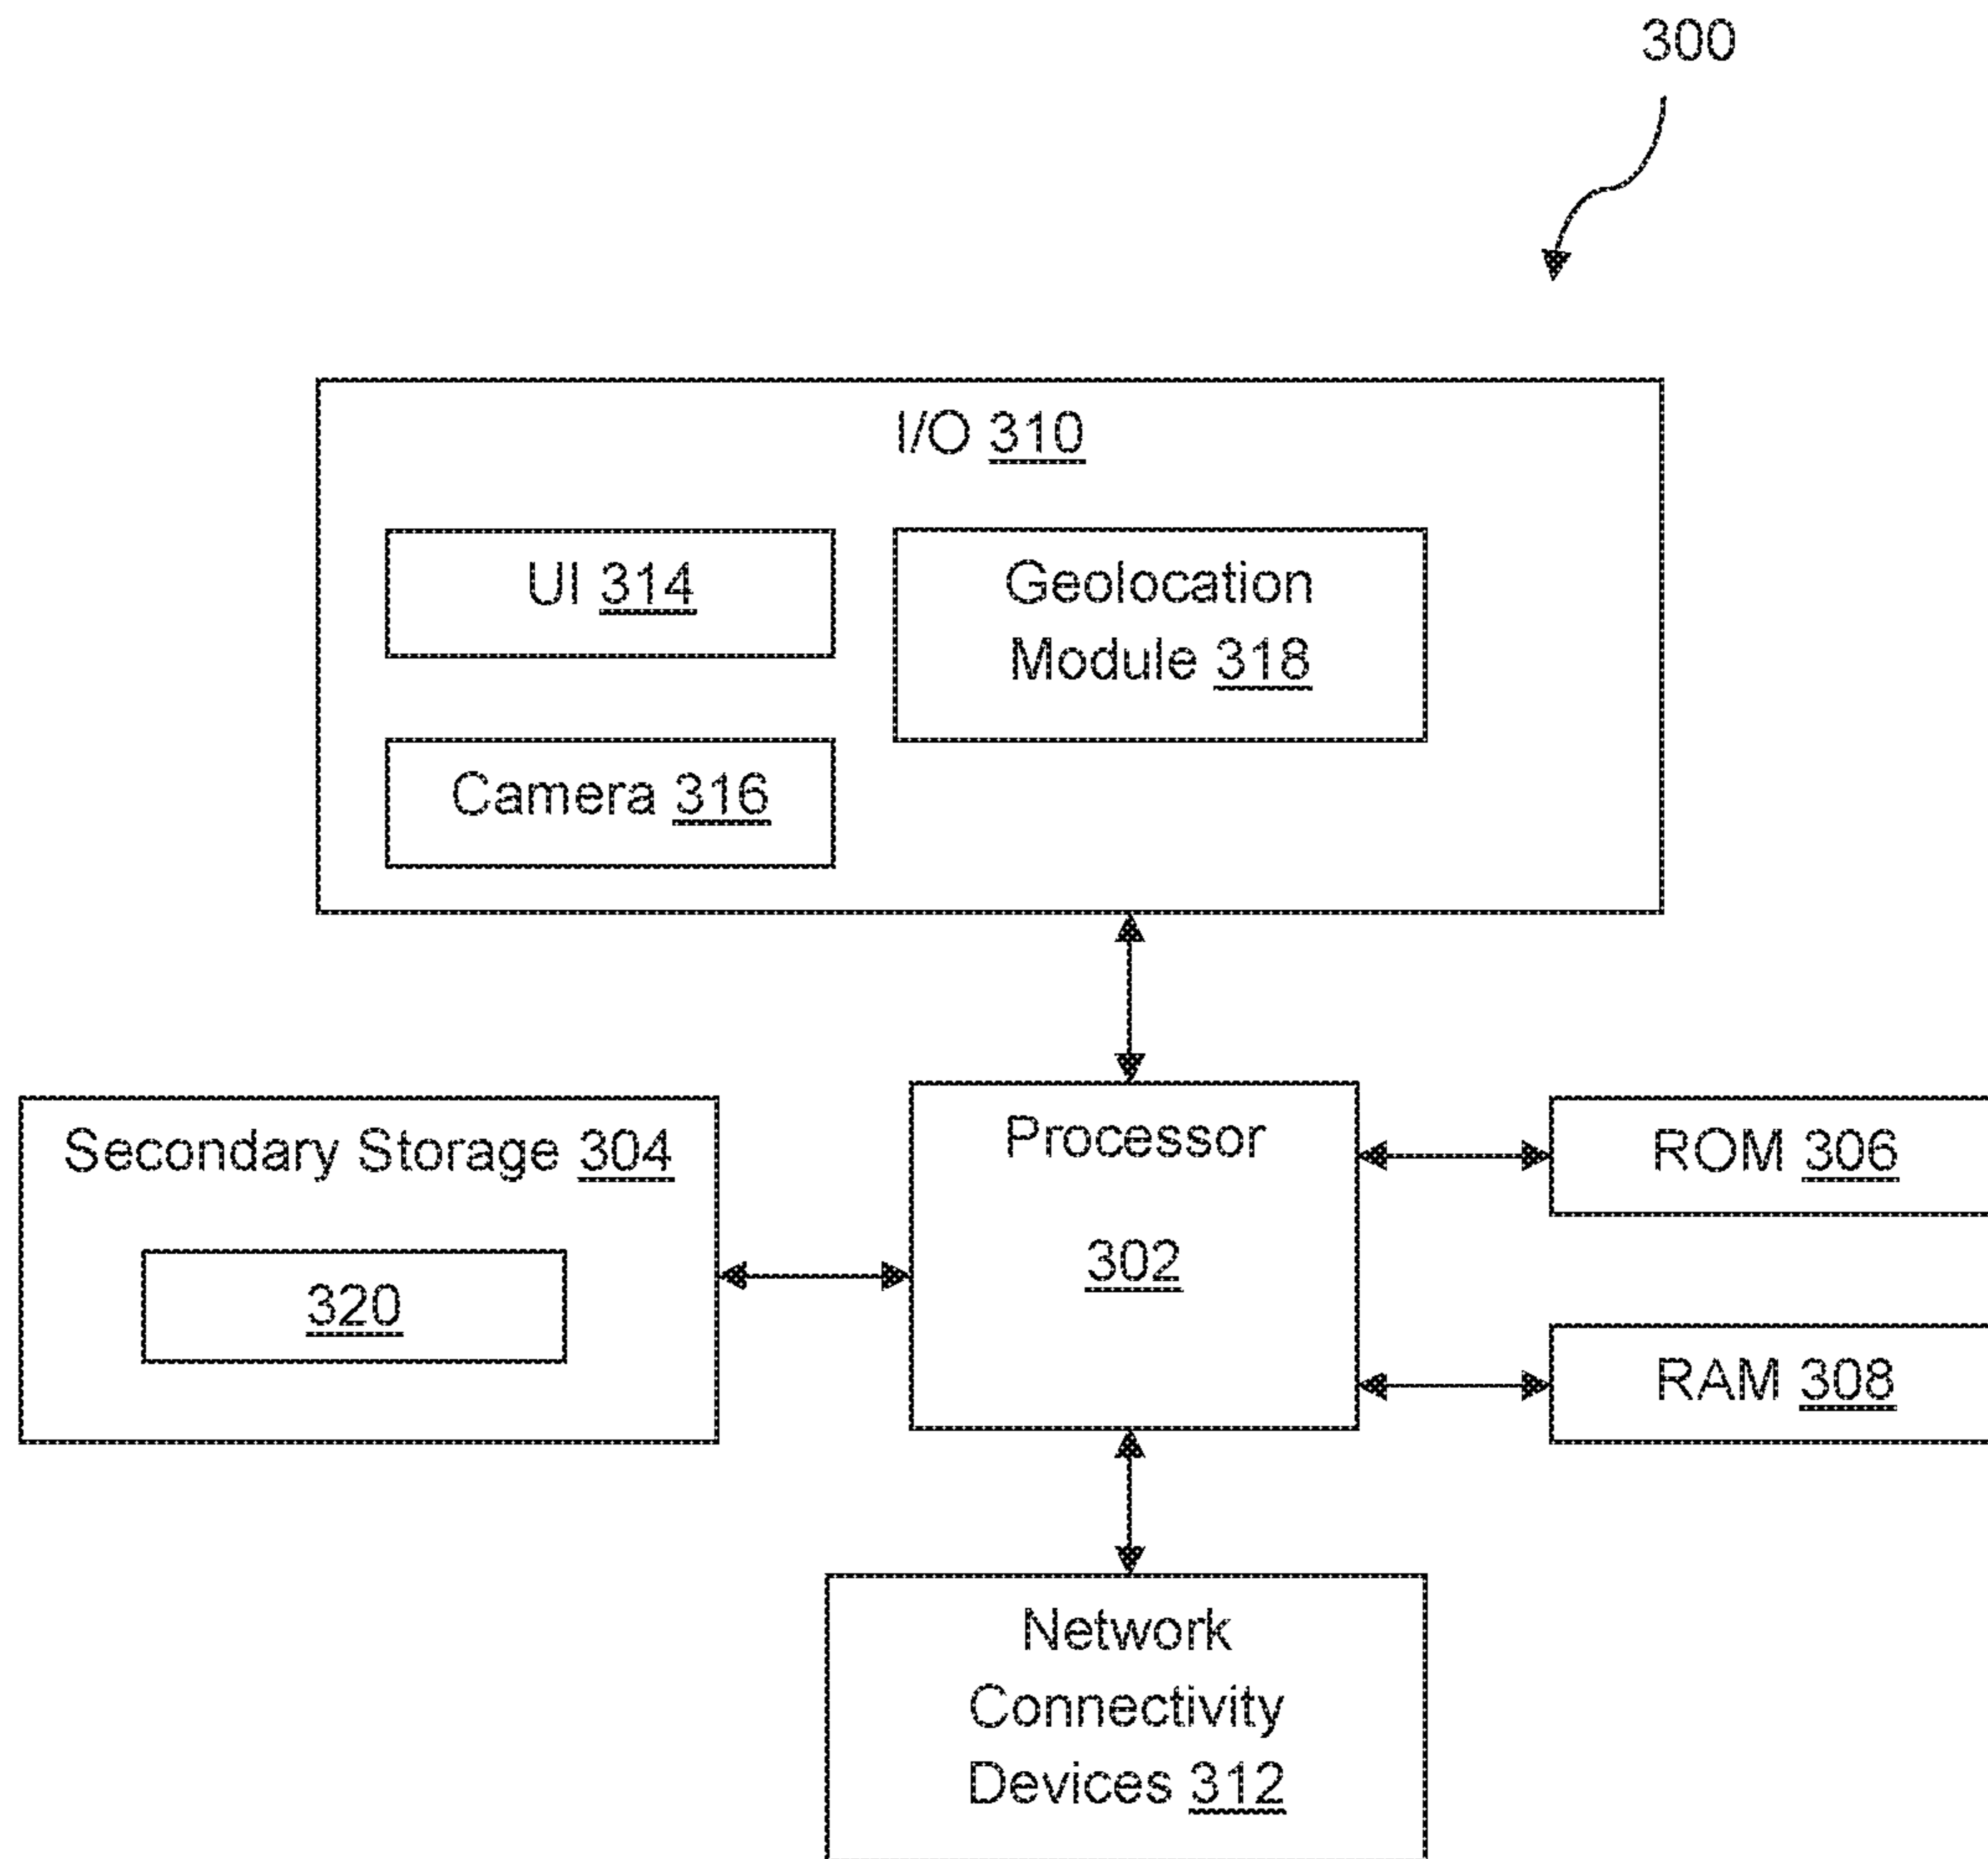 300
I/O 310
UI 314
Geolocation
Module 318
Camera 316
Secondary Storage 304
320
Processor
302
ROM 306
RAM 308
Network
Connectivity
Devices 312